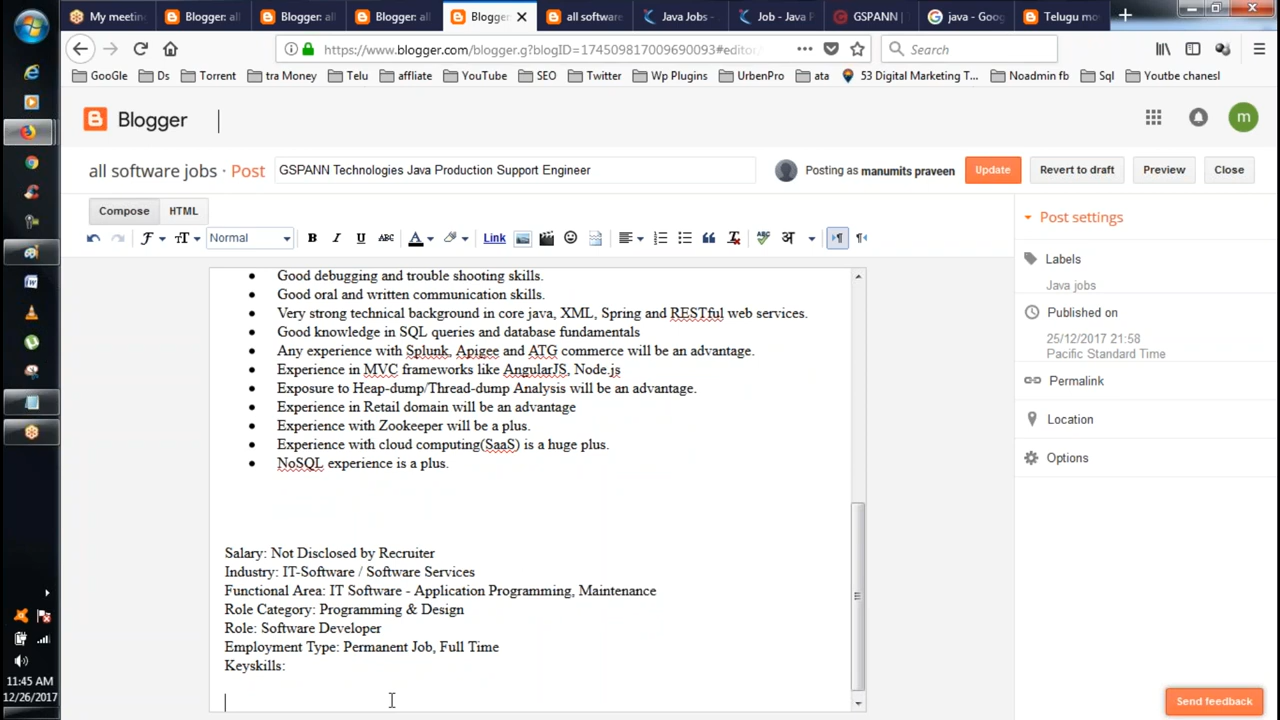 My meetin
Blogger: al
Blogger: al
Blogger: al
Blogger
all software
Java Jobs -
Job - Java P
GSPANN
java - Goog
Telugu mo
https://www.blogger.com/blogger.g?blogID=1745098170096900093#editor
Search
GooGle
Ds
Torrent
tra Money
Telu
affliate
YouTube
SEO
Twitter
Wp Plugins
UrbenPro
ata
53 Digital Marketing T...
Noadmin fb
Sql
Youtbe chanesl
Blogger
m
all software jobs · Post
GSPANN Technologies Java Production Support Engineer
Posting as manumits praveen
Update
Revert to draft
Preview
Close
Compose
HTML
Normal
B I U ABC A
Link
अ
Good debugging and trouble shooting skills.
Good oral and written communication skills.
Very strong technical background in core java, XML, Spring and RESTful web services.
Good knowledge in SQL queries and database fundamentals
Any experience with Splunk, Apigee and ATG commerce will be an advantage.
Experience in MVC frameworks like AngularJS, Node.js
Exposure to Heap-dump/Thread-dump Analysis will be an advantage.
Experience in Retail domain will be an advantage
Experience with Zookeeper will be a plus.
Experience with cloud computing(SaaS) is a huge plus.
NoSQL experience is a plus.
Salary: Not Disclosed by Recruiter
Industry: IT-Software / Software Services
Functional Area: IT Software - Application Programming, Maintenance
Role Category: Programming & Design
Role: Software Developer
Employment Type: Permanent Job, Full Time
Keyskills:
Post settings
Labels
Java jobs
Published on
25/12/2017 21:58
Pacific Standard Time
Permalink
Location
Options
Send feedback
11:45 AM
12/26/2017